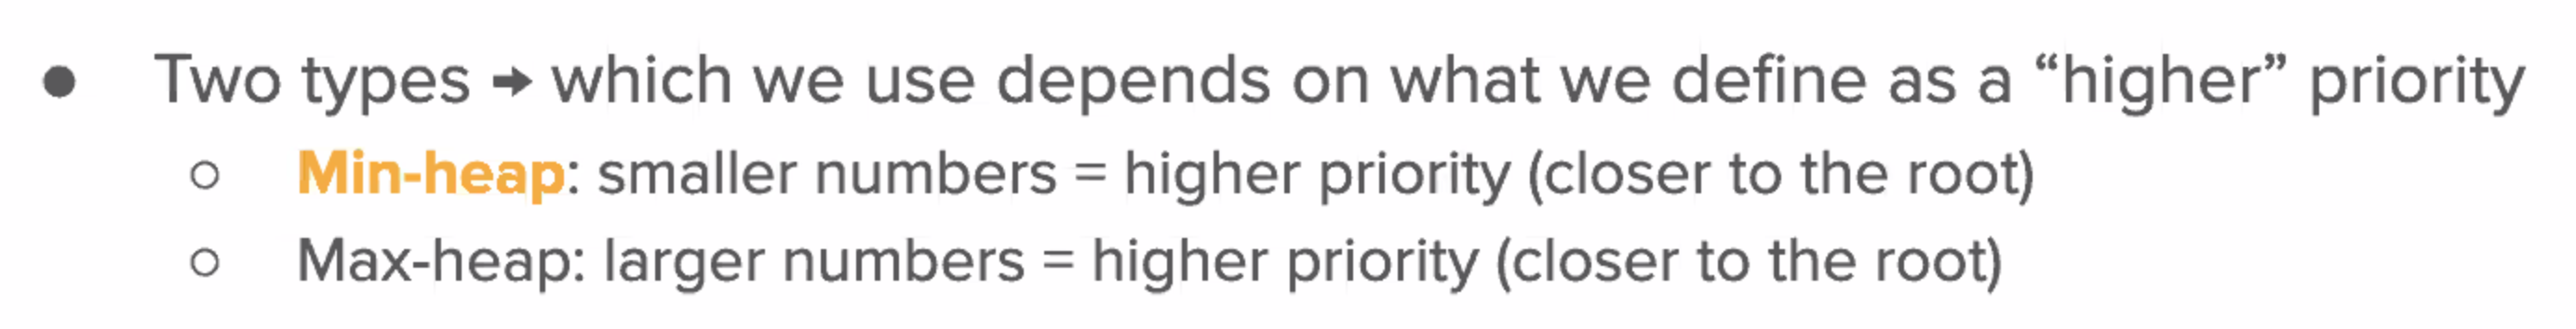 ● Two types → which we use depends on what we define as a “higher” priority
○ Min-heap: smaller numbers = higher priority (closer to the root)
○ Max-heap: larger numbers = higher priority (closer to the root)